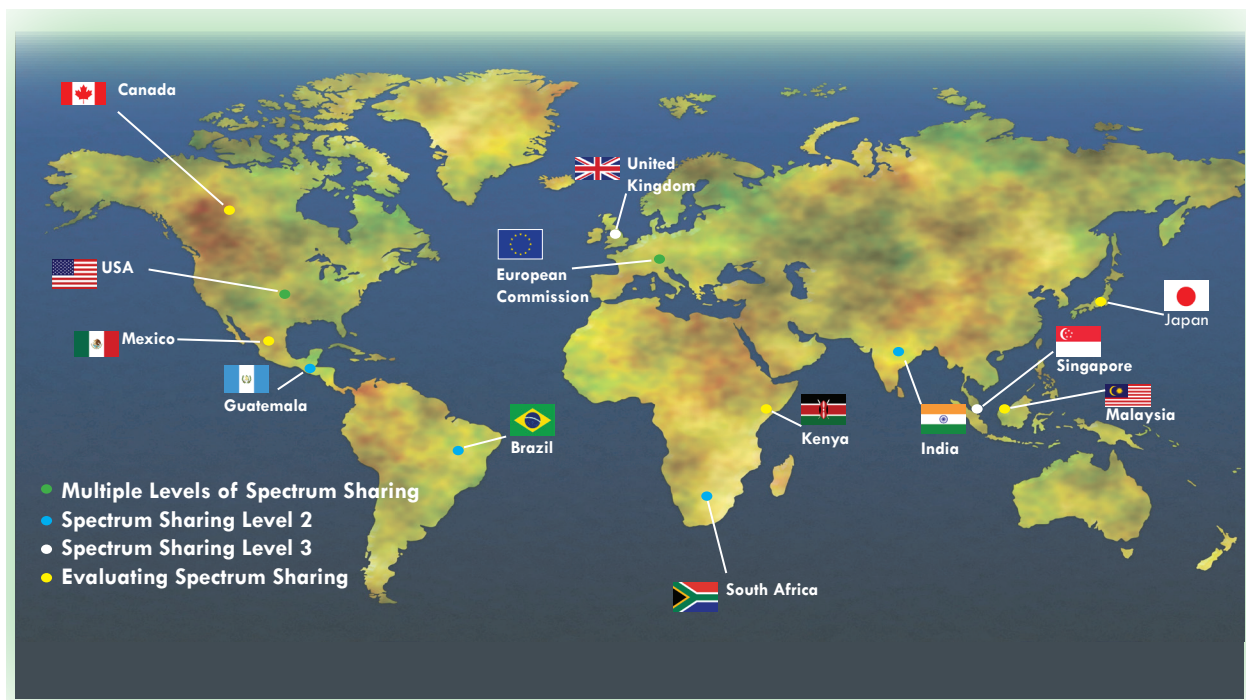 Canada
United
Kingdom
USA
European
Commission
Mexico
Japan
Singapore
Guatemala
Malaysia
Brazil
Kenya
India
Multiple Levels of Spectrum Sharing
Spectrum Sharing Level 2
Spectrum Sharing Level 3
Evaluating Spectrum Sharing
South Africa